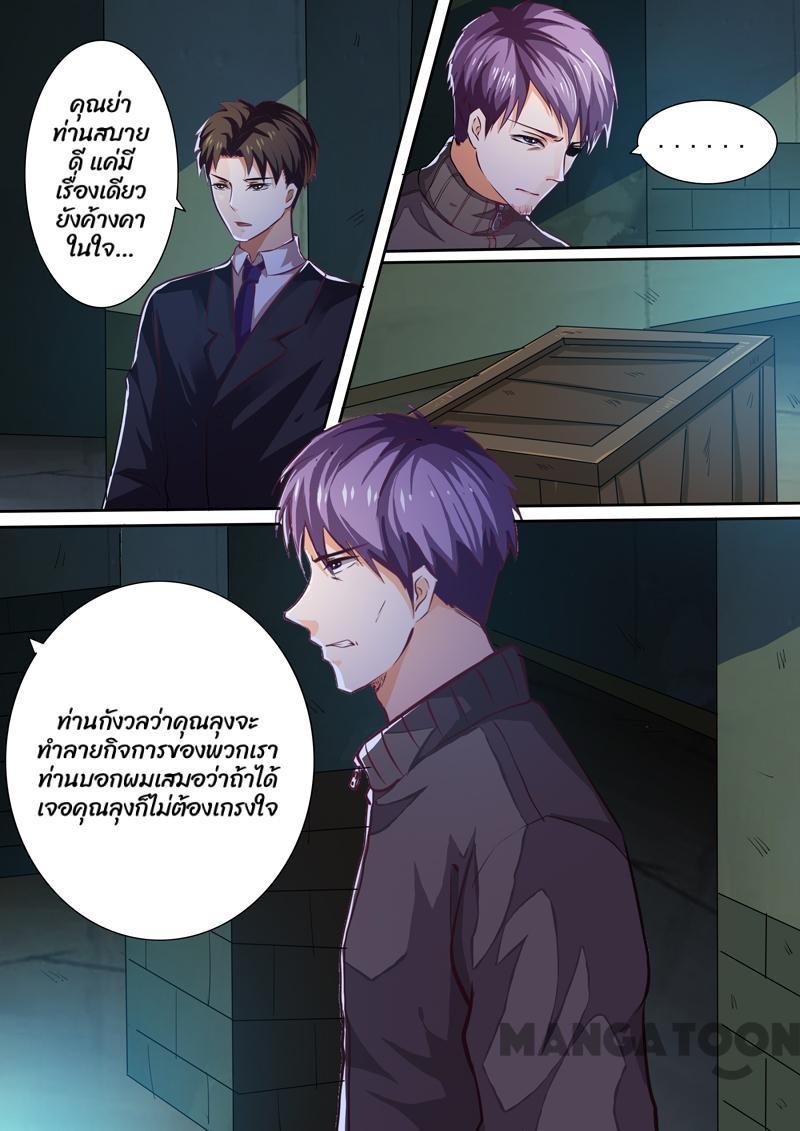 คุณย่า
ท่านสบาย
ดี แค่มี
เรื่องเดียว
ยังค้างคา
ในใจ...
. . . . . .
ท่านกังวลว่าคุณลุงจะ
ทำลายกิจการของพวกเรา
ท่านบอกผมเสมอว่าถ้าได้
เจอคุณลุงก็ไม่ต้องเกรงใจ
MANGATOON